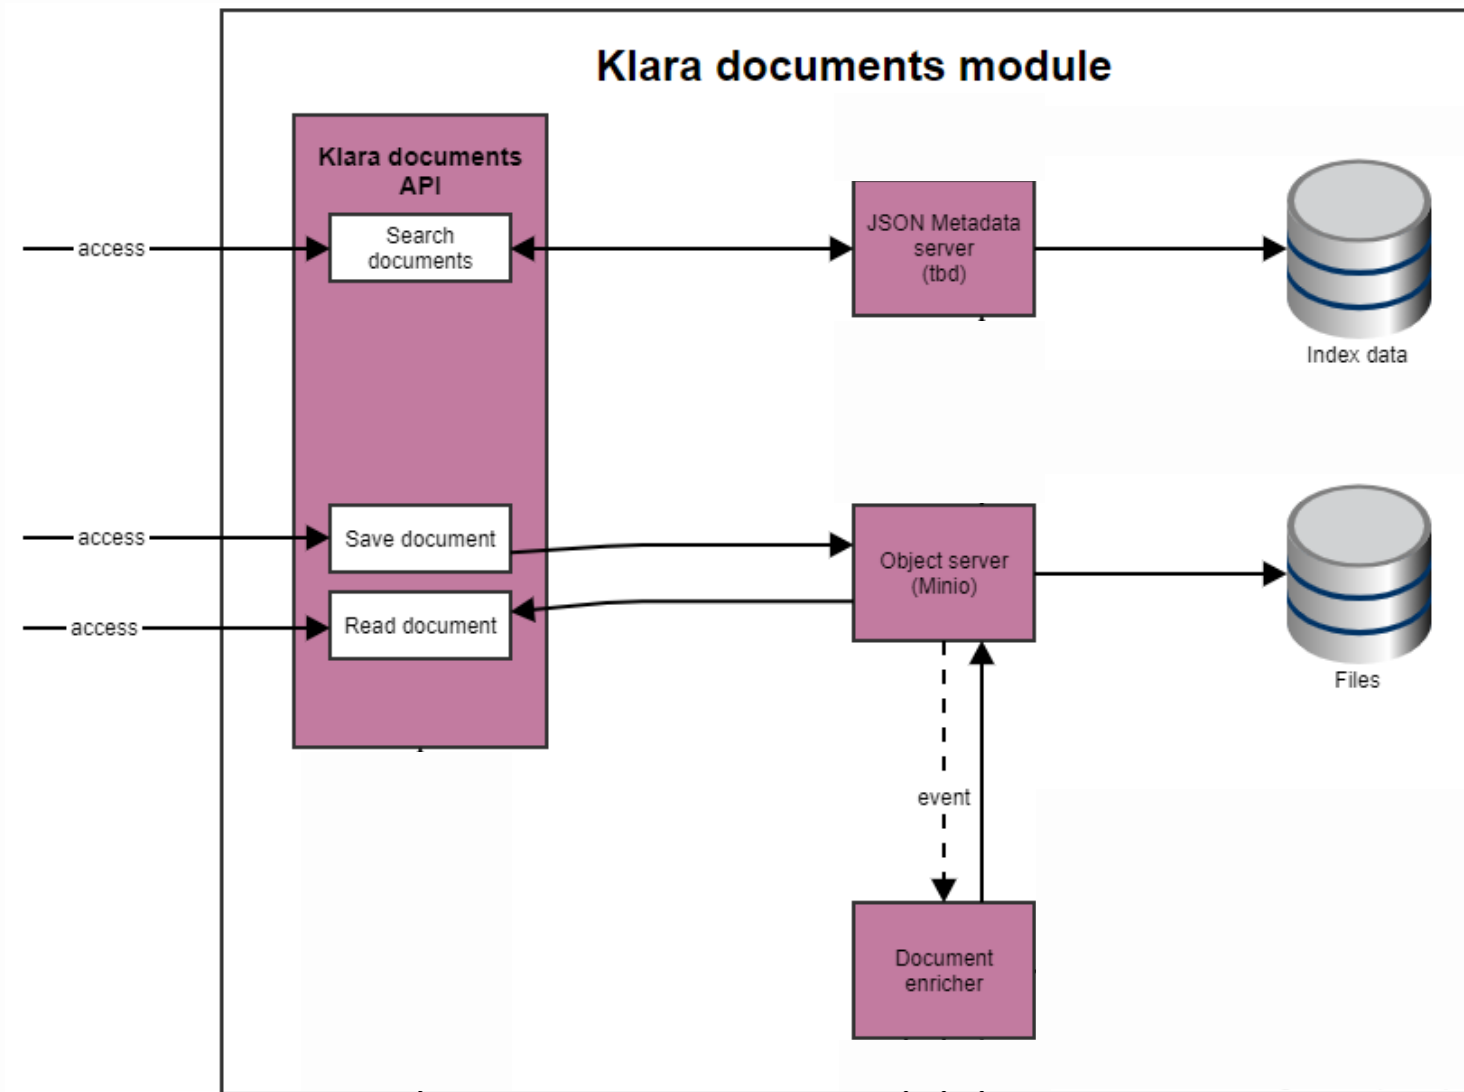 Klara documents module
Klara documents
API
access
Search
documents
JSON Metadata
server
(tbd)
Index data
access
Save document
Object server
(Minio)
access
Read document
Files
event
Document
enricher